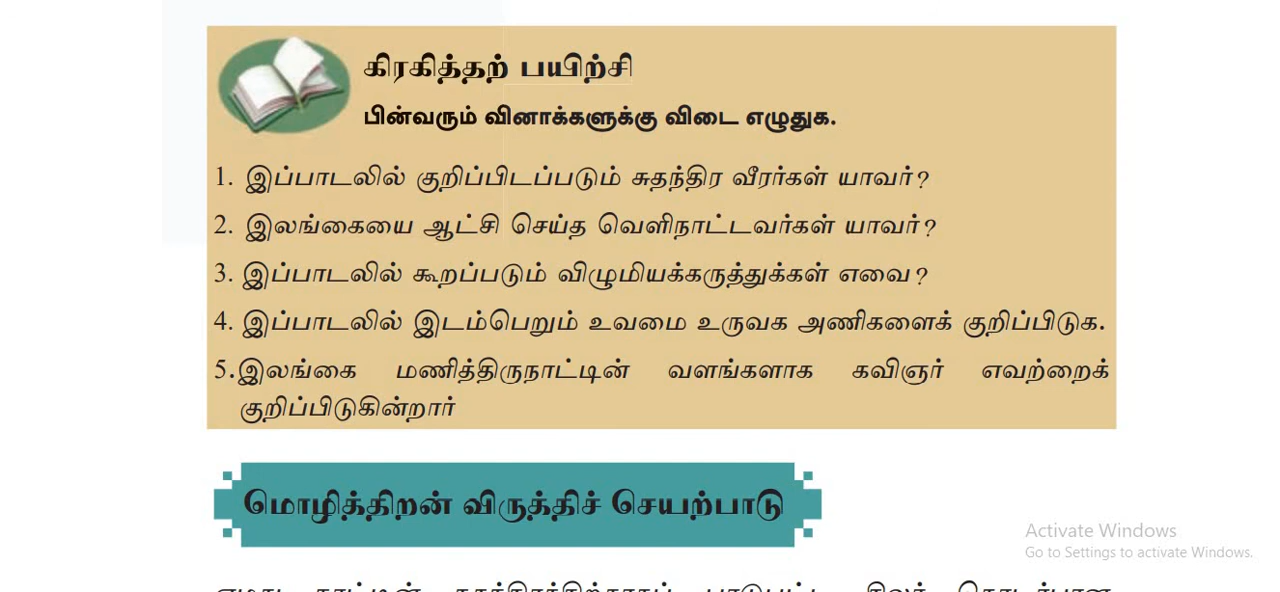 கிரகித்தற் பயிற்சி
பின்வரும் வினாக்களுக்கு விடை எழுதுக.
1. இப்பாடலில் குறிப்பிடப்படும் சுதந்திர வீரர்கள் யாவர்?
2. இலங்கையை ஆட்சி செய்த வெளிநாட்டவர்கள் யாவர்?
3. இப்பாடலில் கூறப்படும் விழுமியக்கருத்துக்கள் எவை?
4. இப்பாடலில் இடம்பெறும் உவமை உருவக அணிகளைக் குறிப்பிடுக.
5.இலங்கை மணித்திருநாட்டின் வளங்களாக கவிஞர் எவற்றைக்
குறிப்பிடுகின்றார்
மொழித்திறன் விருத்திச் செயற்பாடு
Activate Windows
Go to Settings to activate Windows.